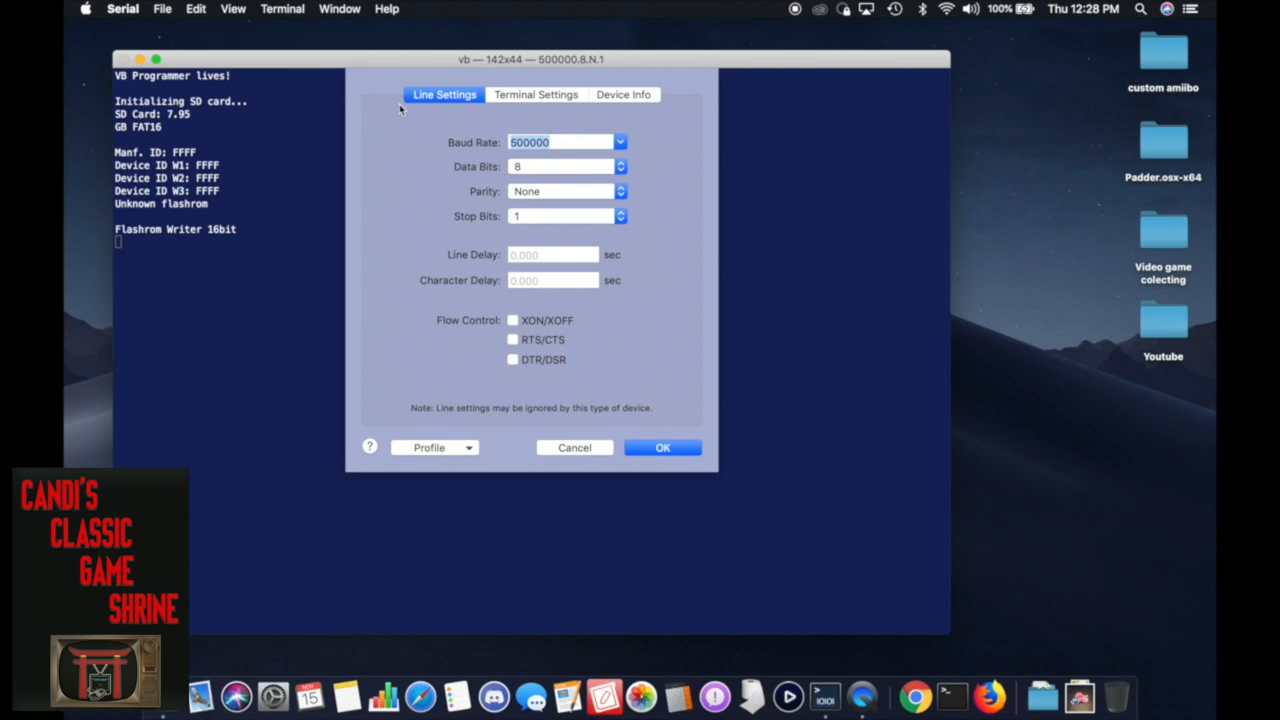 Serial File Edit View Terminal Window Help
100% Thu 12:28 PM
vb — 142x44 — 500000.8.N.1
VB Programmer lives!
Initializing SD card...
SD Card: 7.95
GB FAT16
Manf. ID: FFFF
Device ID W1: FFFF
Device ID W2: FFFF
Device ID W3: FFFF
Unknown flashrom
Flashrom Writer 16bit
Line Settings Terminal Settings Device Info
Baud Rate: 500000
Data Bits: 8
Parity: None
Stop Bits: 1
Line Delay: 0.000 sec
Character Delay: 0.000 sec
Flow Control: XON/XOFF
RTS/CTS
DTR/DSR
Note: Line settings may be ignored by this type of device.
? Profile Cancel OK
custom amiibo
Padder.osx-x64
Video game
colecting
Youtube
CANDI'S
CLASSIC
GAME
SHRINE
NOV
15